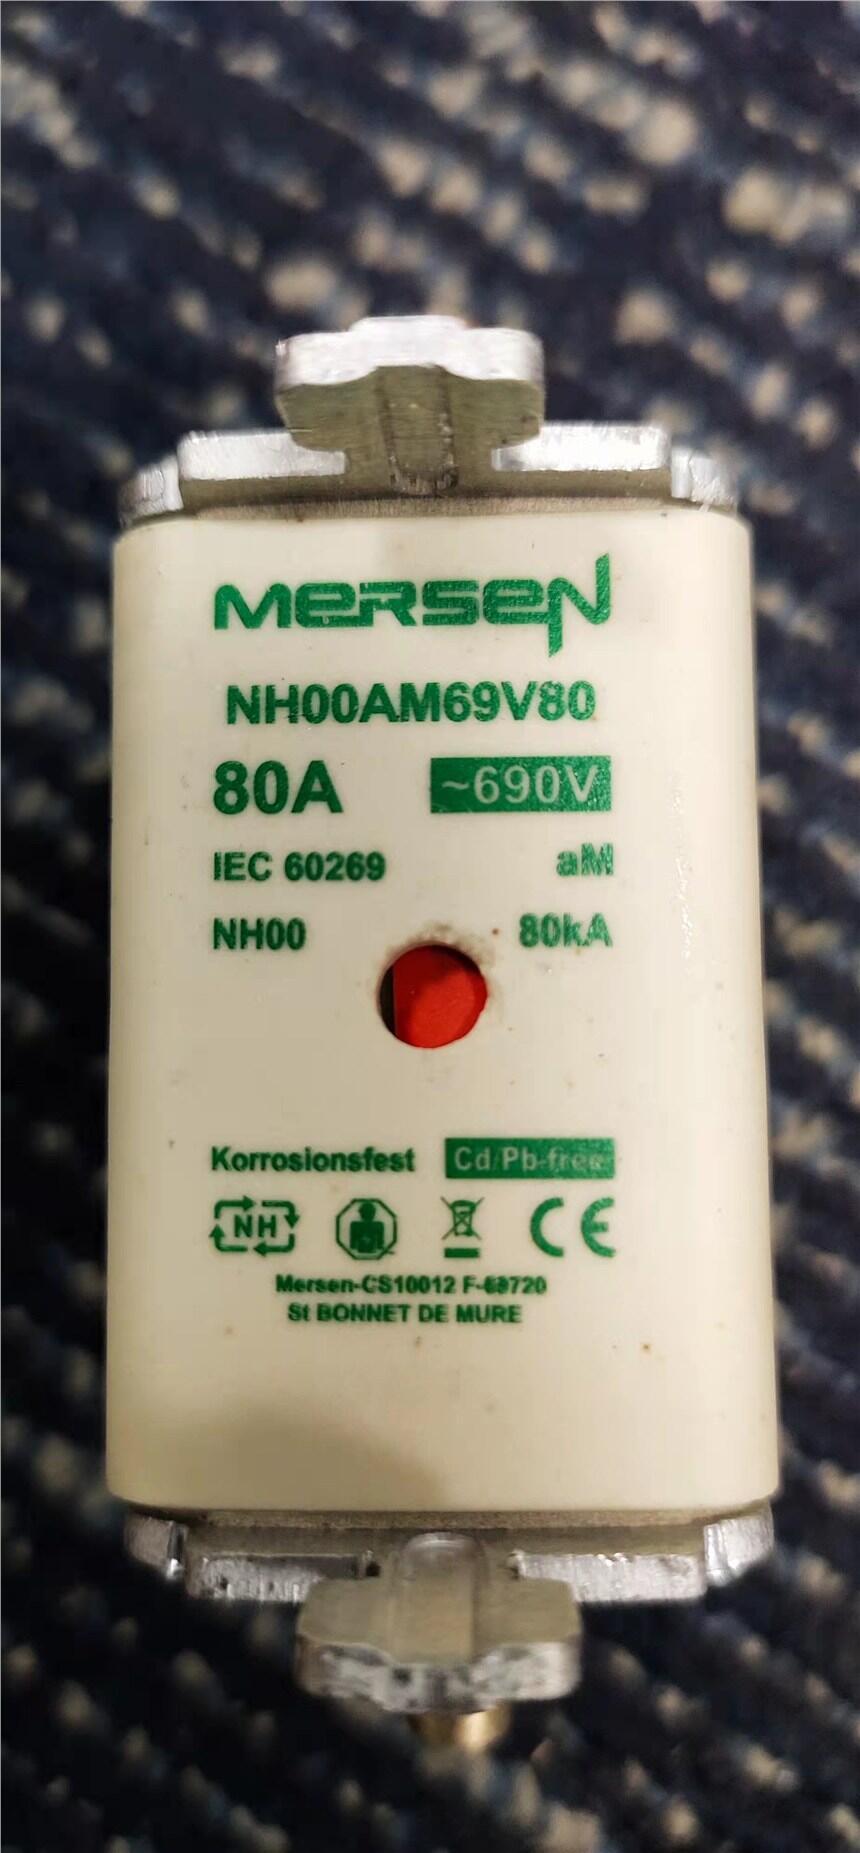 MERSEN
NH00AM69V80
80A ~690V
IEC 60269 aM
NH00 80kA
Korrosionsfest Cd/Pb-free
NH CE
Mersen-CS10012 F-69720
St BONNET DE MURE